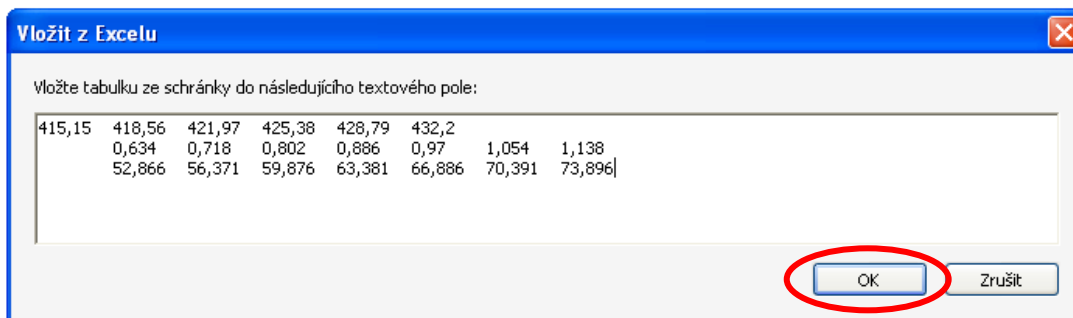 Vložit z Excelu
Vložte tabulku ze schránky do následujícího textového pole:
415,15 418,56 421,97 425,38 428,79 432,2
0,634 0,718 0,802 0,886 0,97 1,054 1,138
52,866 56,371 59,876 63,381 66,886 70,391 73,896
OK Zrušit